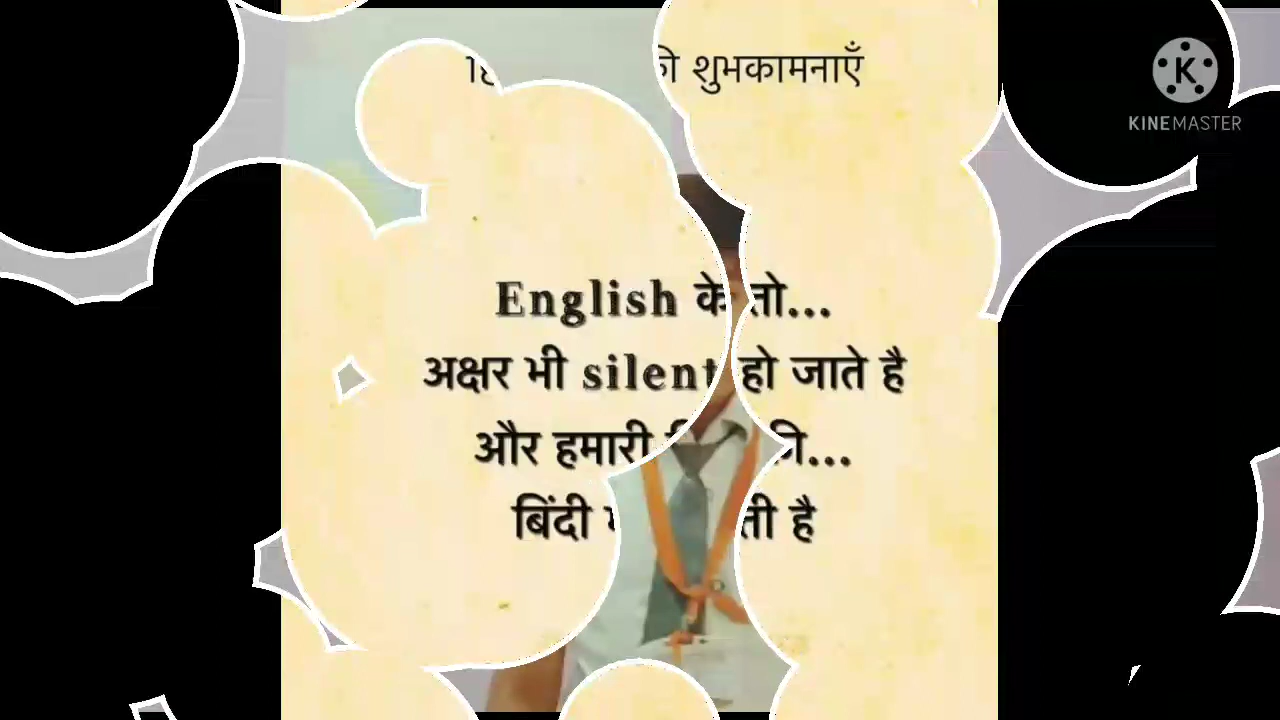 शुभकामनाएँ
KINEMASTER
English के तो...
अक्षर भी silent हो जाते है
और हमारी
बिंदी
है